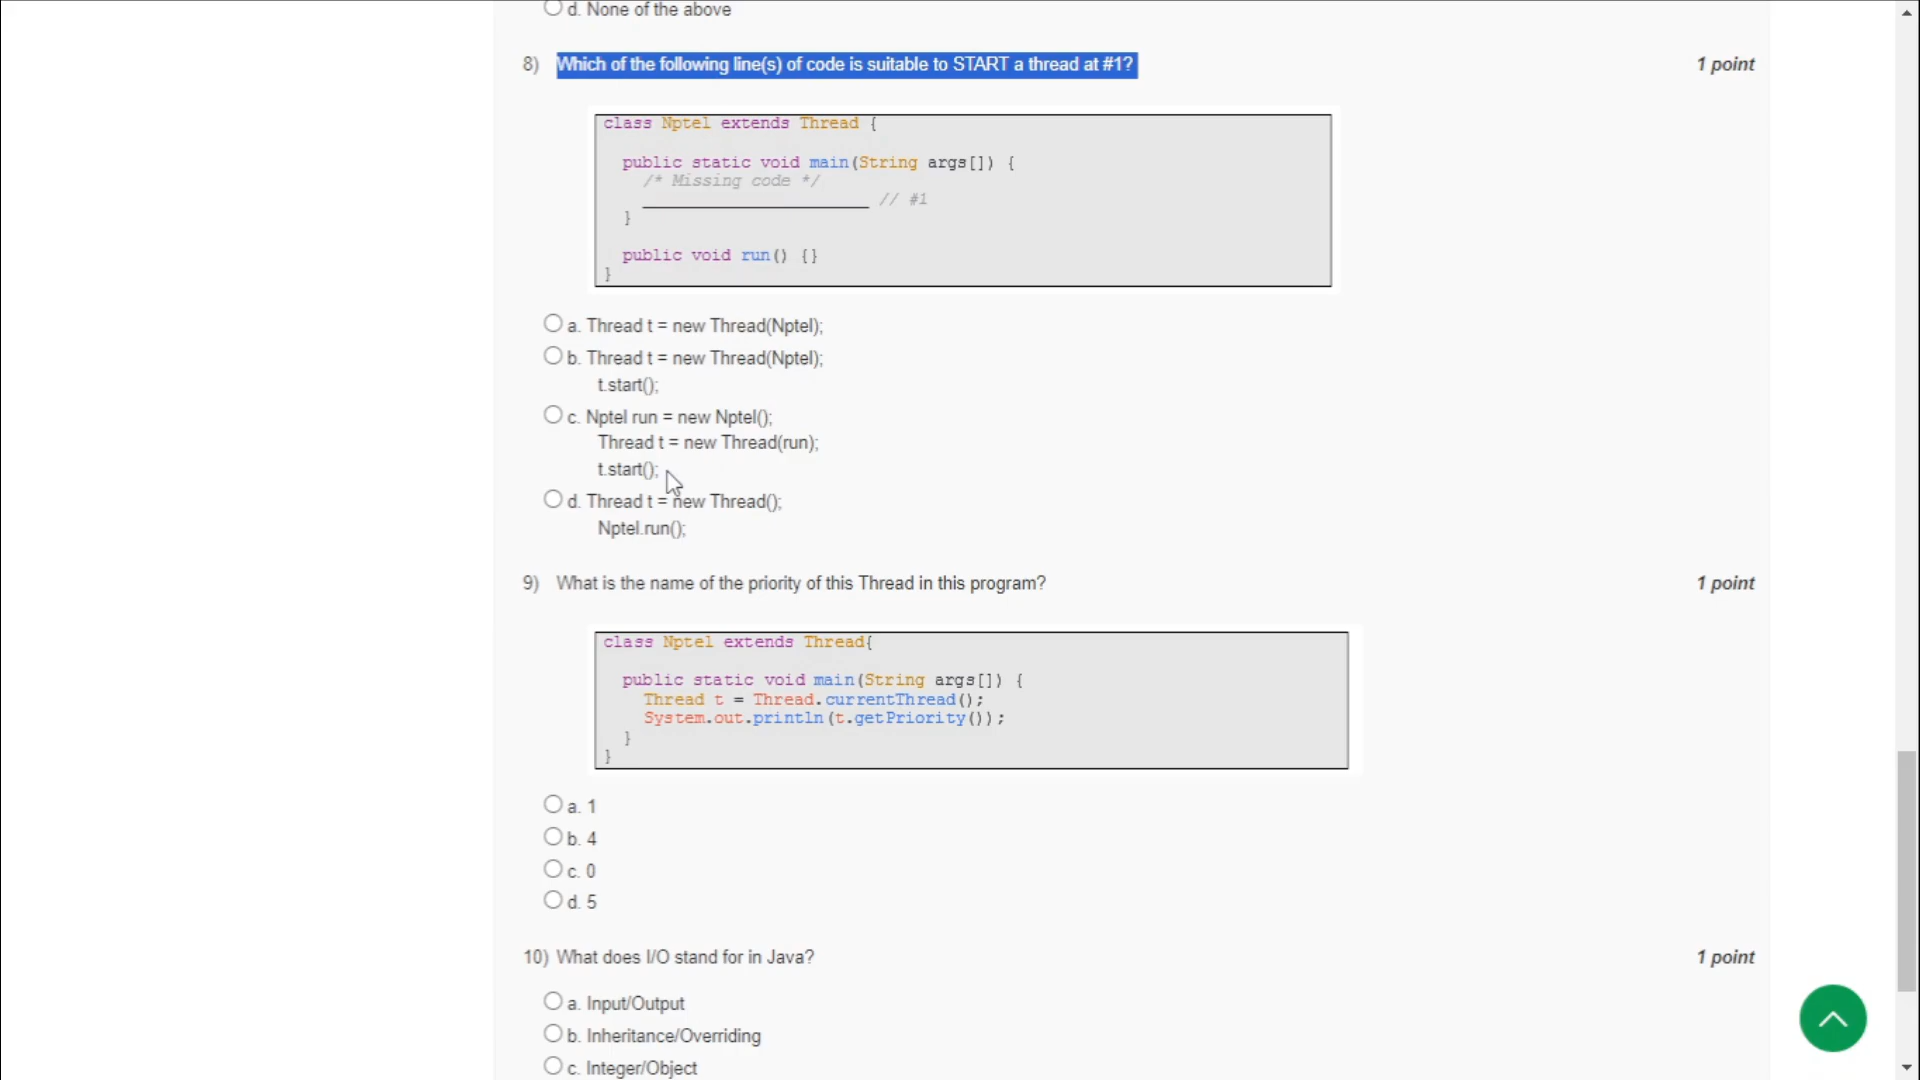 d. None of the above
8) Which of the following line(s) of code is suitable to START a thread at #1? 1 point
class Nptel extends Thread {
public static void main(String args[]) {
/* Missing code */
_______________________ // #1
}
public void run() {}
}
a. Thread t = new Thread(Nptel);
b. Thread t = new Thread(Nptel);
t.start();
c. Nptel run = new Nptel();
Thread t = new Thread(run);
t.start();
d. Thread t = new Thread();
Nptel.run();
9) What is the name of the priority of this Thread in this program? 1 point
class Nptel extends Thread{
public static void main(String args[]) {
Thread t = Thread.currentThread();
System.out.println(t.getPriority());
}
}
a. 1
b. 4
c. 0
d. 5
10) What does I/O stand for in Java? 1 point
a. Input/Output
b. Inheritance/Overriding
c. Integer/Object